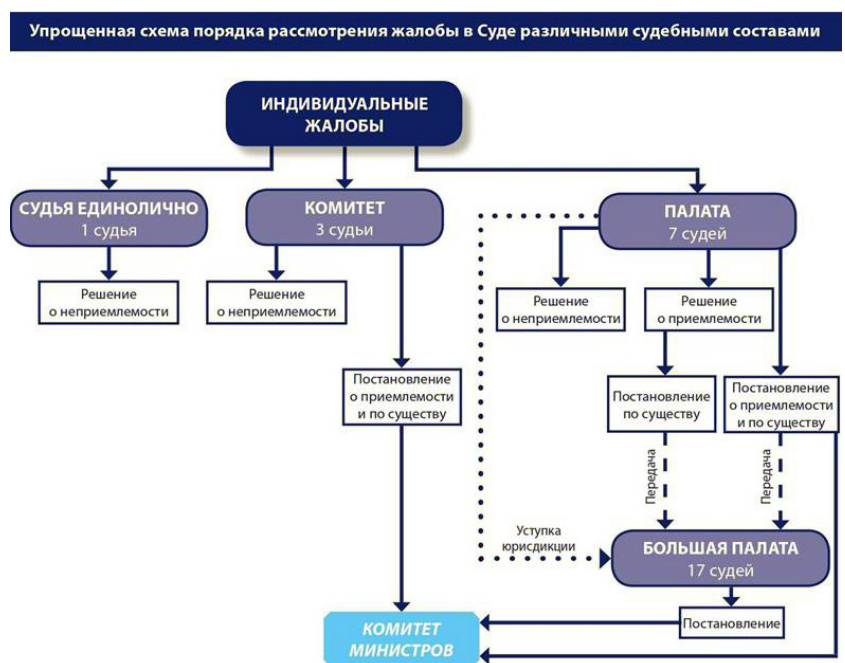 Упрощенная схема порядка рассмотрения жалобы в Суде различными судебными составами
ИНДИВИДУАЛЬНЫЕ
ЖАЛОБЫ
СУДЬЯ ЕДИНОЛИЧНО
1 судья
КОМИТЕТ
3 судьи
ПАЛАТА
7 судей
Решение
о неприемлемости
Решение
о неприемлемости
Решение
о неприемлемости
Решение
о приемлемости
Постановление
о приемлемости
и по существу
Постановление
по существу
Постановление
о приемлемости
и по существу
Передача
Передача
Уступка
юрисдикции
БОЛЬШАЯ ПАЛАТА
17 судей
Постановление
КОМИТЕТ
МИНИСТРОВ